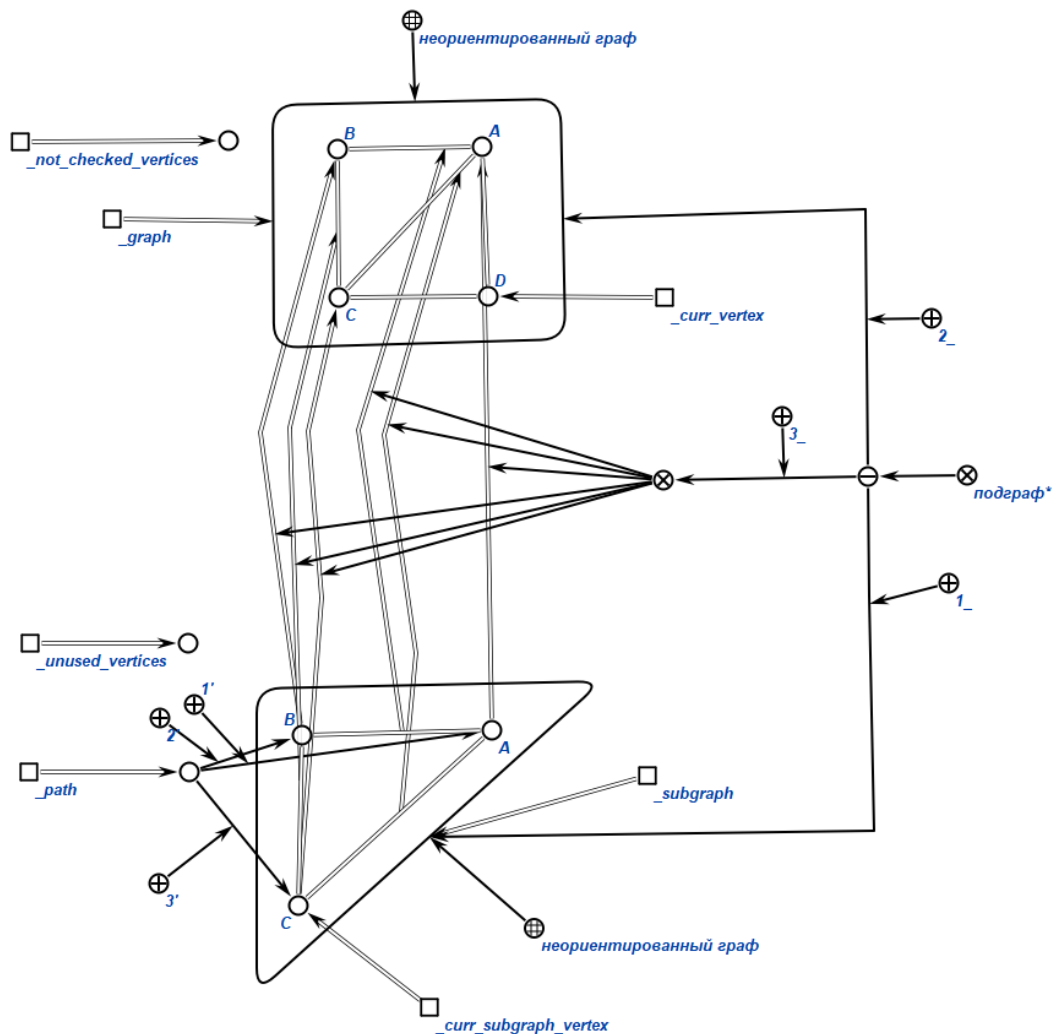 неориентированный граф
B
A
_not_checked_vertices
_graph
D
C
_curr_vertex
2_
3_
подграф*
1_
_unused_vertices
1'
2'
B
A
_path
_subgraph
3'
C
неориентированный граф
_curr_subgraph_vertex